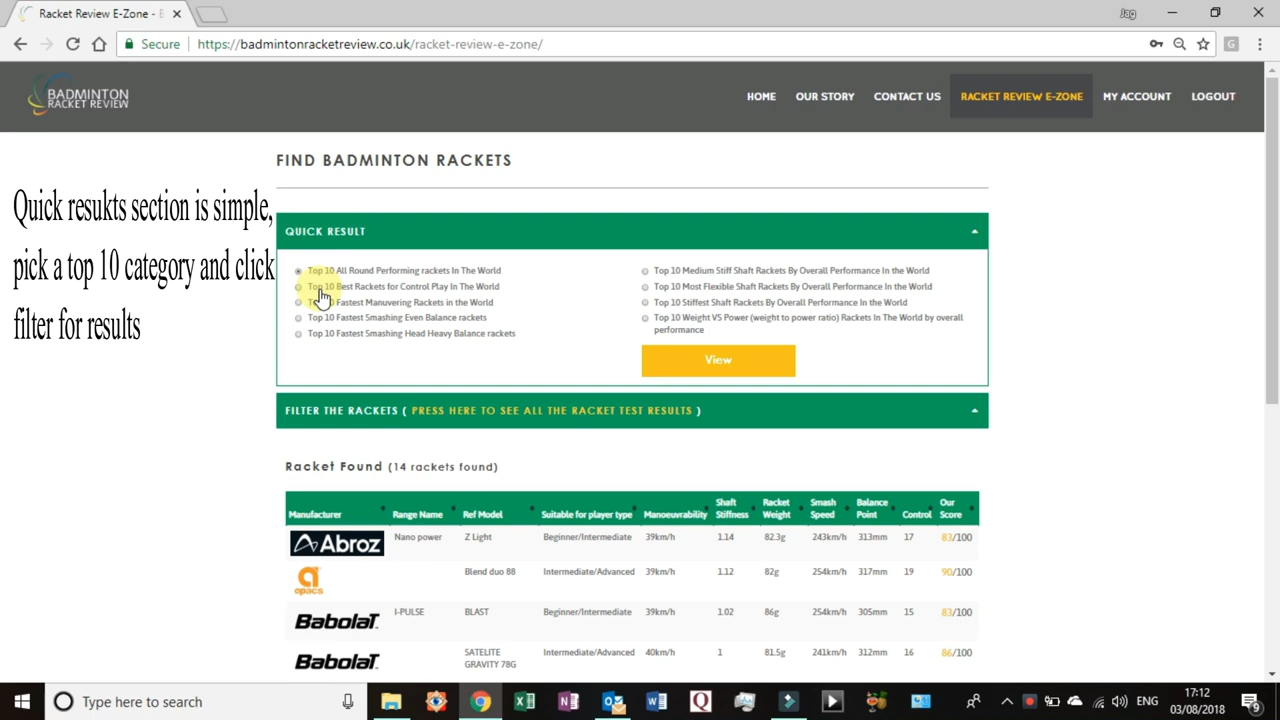 Racket Review E-Zone - B
Jag
Secure
https://badmintonracketreview.co.uk/racket-review-e-zone/
G
BADMINTON
RACKET REVIEW
HOME OUR STORY CONTACT US RACKET REVIEW E-ZONE MY ACCOUNT LOGOUT
FIND BADMINTON RACKETS
Quick resukts section is simple,
pick a top 10 category and click
filter for results
QUICK RESULT
Top 10 All Round Performing rackets In The World
Top 10 Best Rackets for Control Play In The World
Top 10 Fastest Manuvering Rackets in the World
Top 10 Fastest Smashing Even Balance rackets
Top 10 Fastest Smashing Head Heavy Balance rackets
Top 10 Medium Stiff Shaft Rackets By Overall Performance In the World
Top 10 Most Flexible Shaft Rackets By Overall Performance In the World
Top 10 Stiffest Shaft Rackets By Overall Performance In the World
Top 10 Weight VS Power (weight to power ratio) Rackets In The World by overall
performance
View
FILTER THE RACKETS ( PRESS HERE TO SEE ALL THE RACKET TEST RESULTS )
Racket Found (14 rackets found)
Manufacturer Range Name Ref Model Suitable for player type Manoeuvrability Shaft Stiffness Racket Weight Smash Speed Balance Point Control Our Score
Abroz Nano power Z Light Beginner/Intermediate 39km/h 1.14 82.3g 243km/h 313mm 17 83/100
apacs Blend duo 88 Intermediate/Advanced 39km/h 1.12 82g 254km/h 317mm 19 90/100
BabolaT I-PULSE BLAST Beginner/Intermediate 39km/h 1.02 86g 254km/h 305mm 15 83/100
BabolaT SATELITE GRAVITY 78G Intermediate/Advanced 40km/h 1 81.5g 241km/h 312mm 16 86/100
Type here to search
ENG
17:12
03/08/2018
9